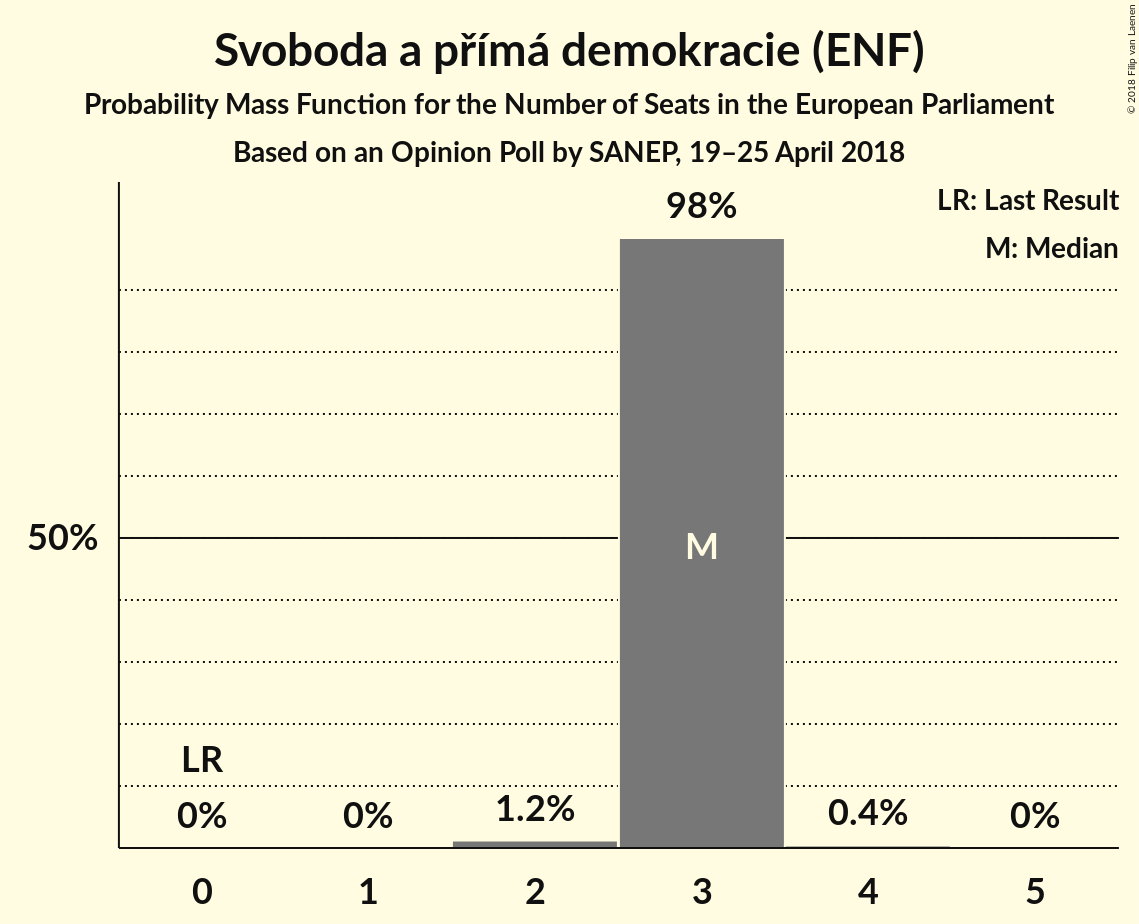 Svoboda a přímá demokracie (ENF)
Probability Mass Function for the Number of Seats in the European Parliament
Based on an Opinion Poll by SANEP, 19–25 April 2018
© 2018 Filip van Laenen
LR: Last Result
M: Median
98%
50%
M
LR
0%
0%
1.2%
0.4%
0%
0
1
2
3
4
5